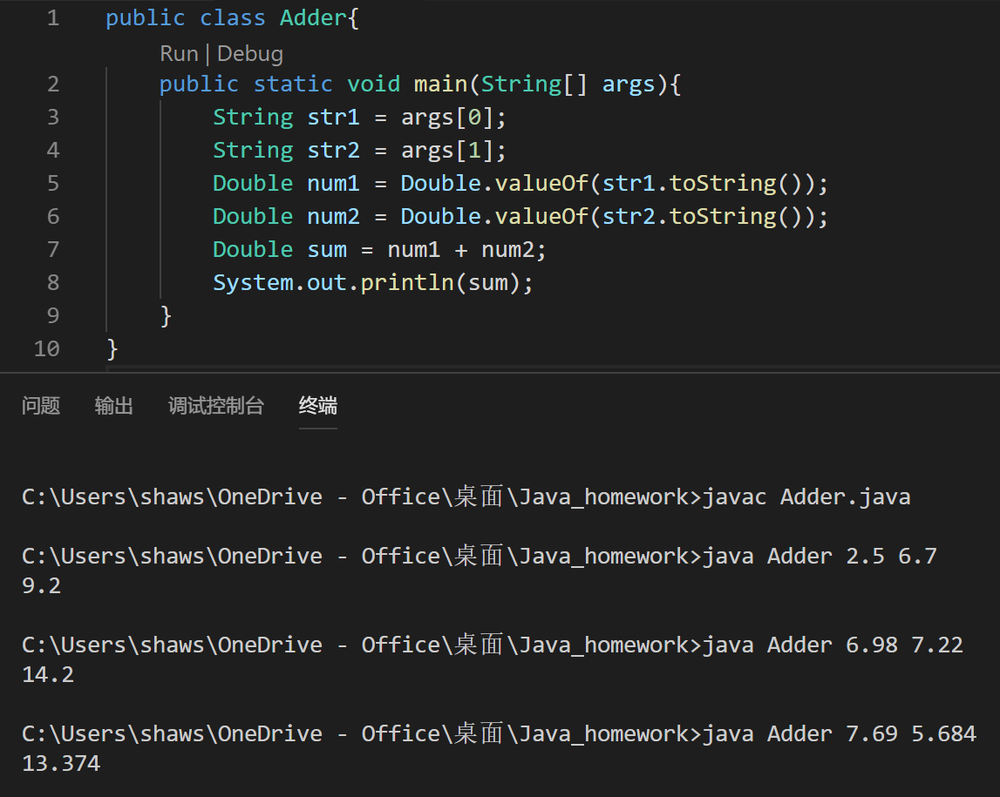 1 public class Adder{
Run | Debug
2 public static void main(String[] args){
3 String str1 = args[0];
4 String str2 = args[1];
5 Double num1 = Double.valueOf(str1.toString());
6 Double num2 = Double.valueOf(str2.toString());
7 Double sum = num1 + num2;
8 System.out.println(sum);
9 }
10 }
问题 输出 调试控制台 终端
C:\Users\shaws\OneDrive - Office\桌面\Java_homework>javac Adder.java
C:\Users\shaws\OneDrive - Office\桌面\Java_homework>java Adder 2.5 6.7
9.2
C:\Users\shaws\OneDrive - Office\桌面\Java_homework>java Adder 6.98 7.22
14.2
C:\Users\shaws\OneDrive - Office\桌面\Java_homework>java Adder 7.69 5.684
13.374